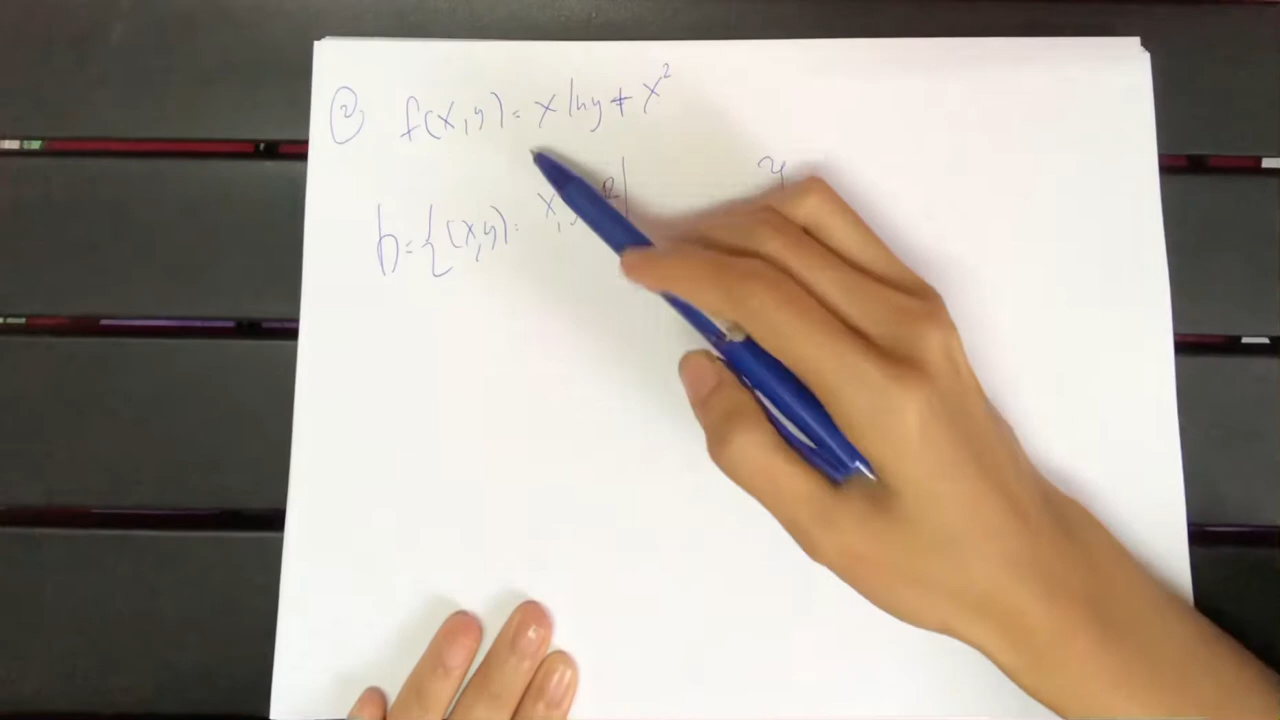 ② f(x,y) = x ln y + x²
D = {(x,y): x, y